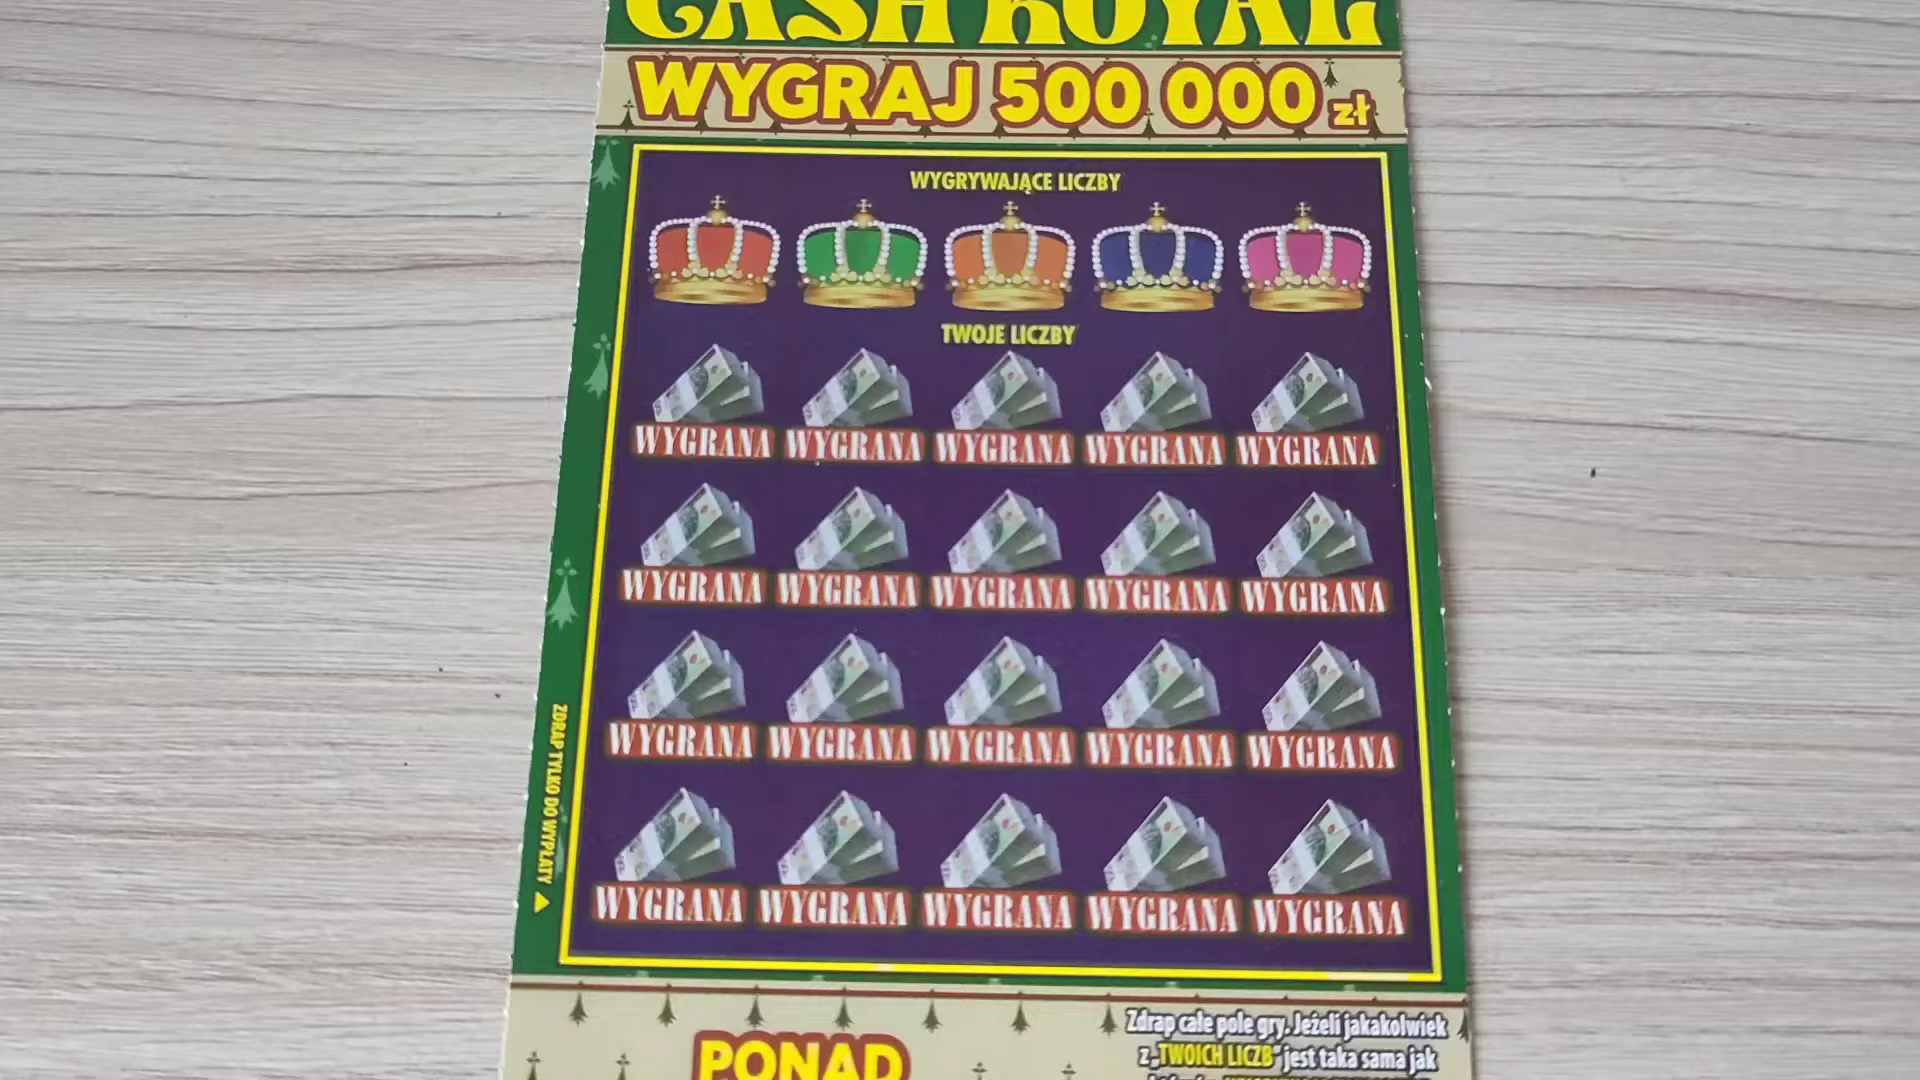 CASH ROYAL
WYGRAJ 500 000 zł
WYGRYWAJĄCE LICZBY
TWOJE LICZBY
WYGRANA WYGRANA WYGRANA WYGRANA WYGRANA
WYGRANA WYGRANA WYGRANA WYGRANA WYGRANA
WYGRANA WYGRANA WYGRANA WYGRANA WYGRANA
WYGRANA WYGRANA WYGRANA WYGRANA WYGRANA
ZDRAP TYLKO DO WYPŁATY
PONAD
Zdrap całe pole gry. Jeżeli jakakolwiek
z „TWOICH LICZB" jest taka sama jak